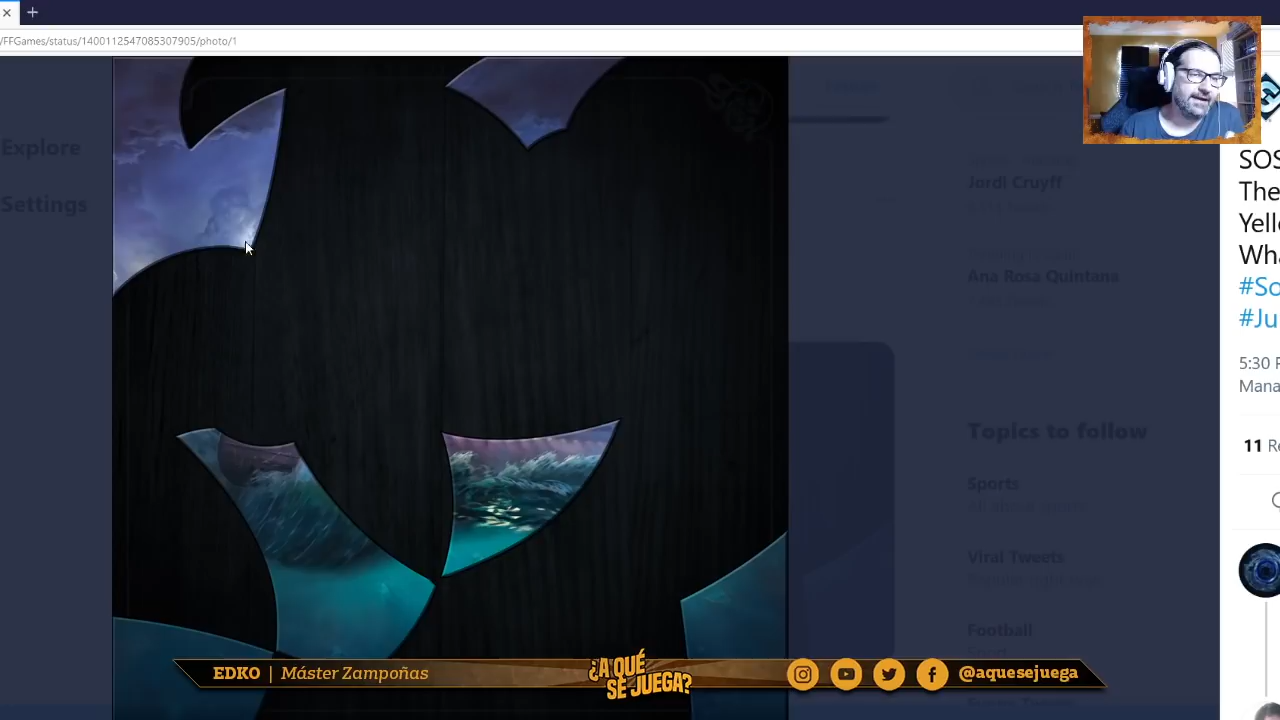 /FFGames/status/1400112547085307905/photo/1
Explore
Settings
Jordi Cruyff
Ana Rosa Quintana
Topics to follow
Sports
Viral Tweets
Football
SOS
The
Yell
Wha
#So
#Ju
5:30 P
Mana
11 Re
EDKO | Máster Zampoñas
¿A QUÉ
SE JUEGA?
@aquesejuega